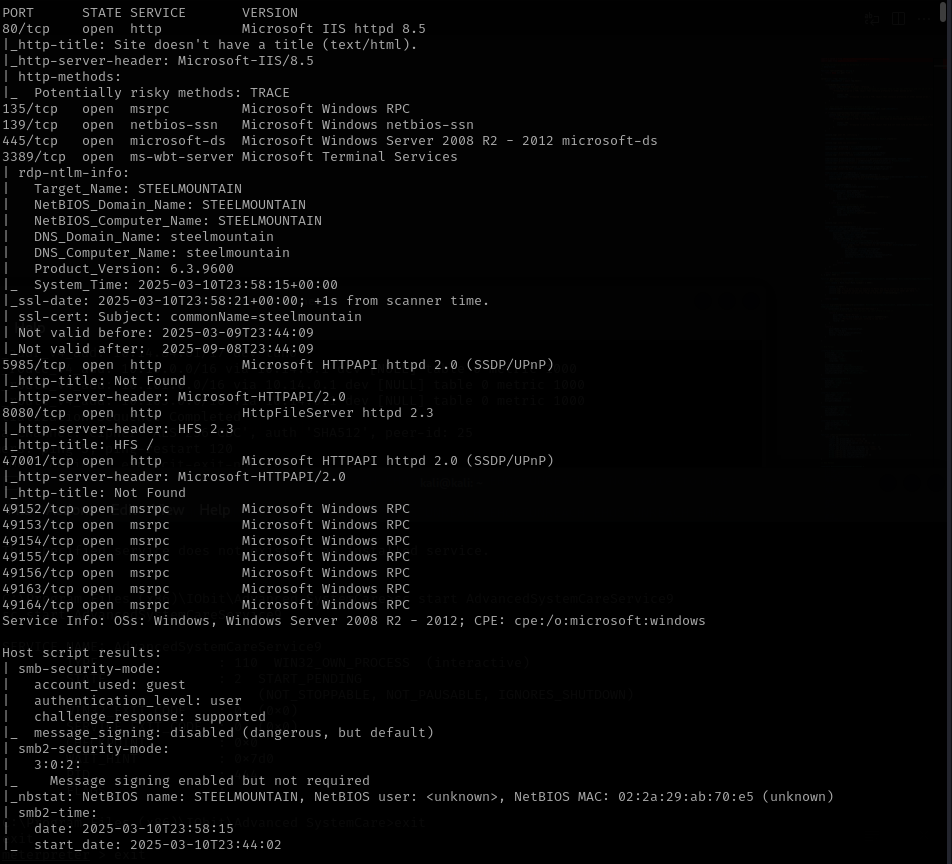 PORT      STATE SERVICE       VERSION
80/tcp    open  http          Microsoft IIS httpd 8.5
|_http-title: Site doesn't have a title (text/html).
|_http-server-header: Microsoft-IIS/8.5
| http-methods:
|_  Potentially risky methods: TRACE
135/tcp   open  msrpc         Microsoft Windows RPC
139/tcp   open  netbios-ssn   Microsoft Windows netbios-ssn
445/tcp   open  microsoft-ds  Microsoft Windows Server 2008 R2 - 2012 microsoft-ds
3389/tcp  open  ms-wbt-server Microsoft Terminal Services
| rdp-ntlm-info:
|   Target_Name: STEELMOUNTAIN
|   NetBIOS_Domain_Name: STEELMOUNTAIN
|   NetBIOS_Computer_Name: STEELMOUNTAIN
|   DNS_Domain_Name: steelmountain
|   DNS_Computer_Name: steelmountain
|   Product_Version: 6.3.9600
|_  System_Time: 2025-03-10T23:58:15+00:00
|_ssl-date: 2025-03-10T23:58:21+00:00; +1s from scanner time.
| ssl-cert: Subject: commonName=steelmountain
| Not valid before: 2025-03-09T23:44:09
|_Not valid after:  2025-09-08T23:44:09
5985/tcp  open  http          Microsoft HTTPAPI httpd 2.0 (SSDP/UPnP)
|_http-title: Not Found
|_http-server-header: Microsoft-HTTPAPI/2.0
8080/tcp  open  http          HttpFileServer httpd 2.3
|_http-server-header: HFS 2.3
|_http-title: HFS /
47001/tcp open  http          Microsoft HTTPAPI httpd 2.0 (SSDP/UPnP)
|_http-server-header: Microsoft-HTTPAPI/2.0
|_http-title: Not Found
49152/tcp open  msrpc         Microsoft Windows RPC
49153/tcp open  msrpc         Microsoft Windows RPC
49154/tcp open  msrpc         Microsoft Windows RPC
49155/tcp open  msrpc         Microsoft Windows RPC
49156/tcp open  msrpc         Microsoft Windows RPC
49163/tcp open  msrpc         Microsoft Windows RPC
49164/tcp open  msrpc         Microsoft Windows RPC
Service Info: OSs: Windows, Windows Server 2008 R2 - 2012; CPE: cpe:/o:microsoft:windows

Host script results:
| smb-security-mode:
|   account_used: guest
|   authentication_level: user
|   challenge_response: supported
|_  message_signing: disabled (dangerous, but default)
| smb2-security-mode:
|   3:0:2:
|_    Message signing enabled but not required
|_nbstat: NetBIOS name: STEELMOUNTAIN, NetBIOS user: <unknown>, NetBIOS MAC: 02:2a:29:ab:70:e5 (unknown)
| smb2-time:
|   date: 2025-03-10T23:58:15
|_  start_date: 2025-03-10T23:44:02